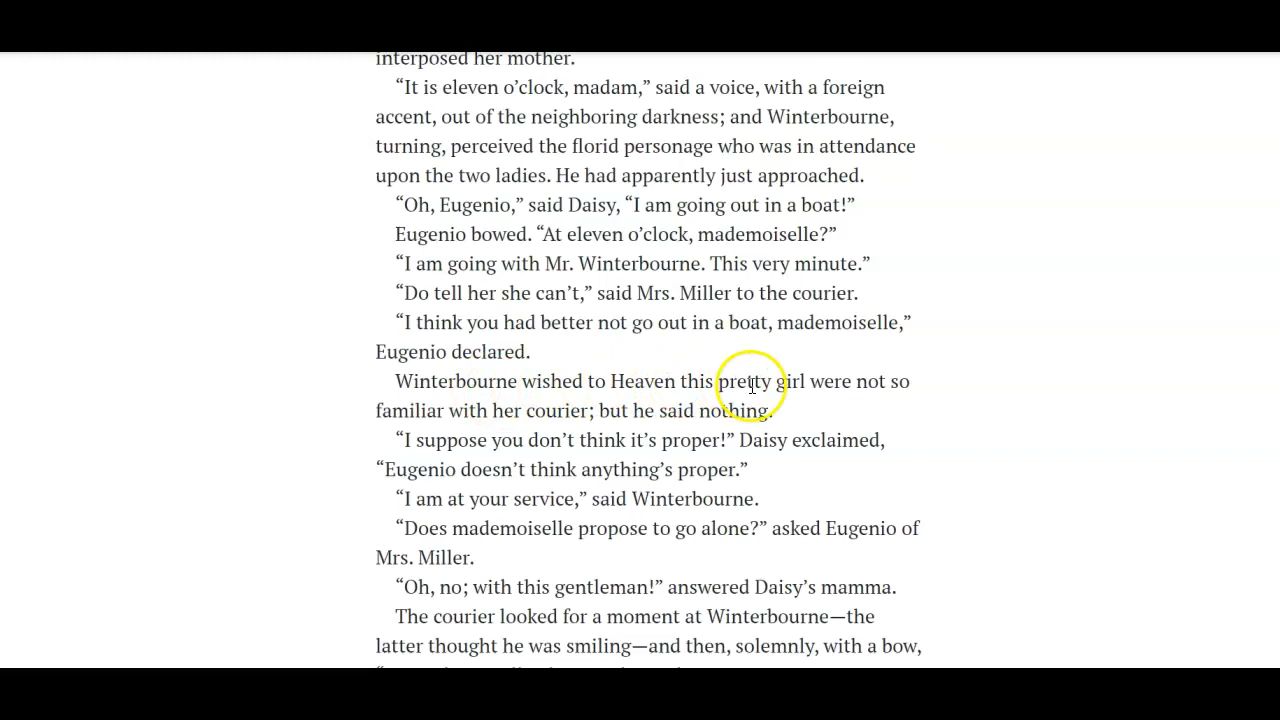 interposed her mother.
“It is eleven o’clock, madam,” said a voice, with a foreign
accent, out of the neighboring darkness; and Winterbourne,
turning, perceived the florid personage who was in attendance
upon the two ladies. He had apparently just approached.
“Oh, Eugenio,” said Daisy, “I am going out in a boat!”
Eugenio bowed. “At eleven o’clock, mademoiselle?”
“I am going with Mr. Winterbourne. This very minute.”
“Do tell her she can’t,” said Mrs. Miller to the courier.
“I think you had better not go out in a boat, mademoiselle,”
Eugenio declared.
Winterbourne wished to Heaven this pretty girl were not so
familiar with her courier; but he said nothing.
“I suppose you don’t think it’s proper!” Daisy exclaimed,
“Eugenio doesn’t think anything’s proper.”
“I am at your service,” said Winterbourne.
“Does mademoiselle propose to go alone?” asked Eugenio of
Mrs. Miller.
“Oh, no; with this gentleman!” answered Daisy’s mamma.
The courier looked for a moment at Winterbourne—the
latter thought he was smiling—and then, solemnly, with a bow,